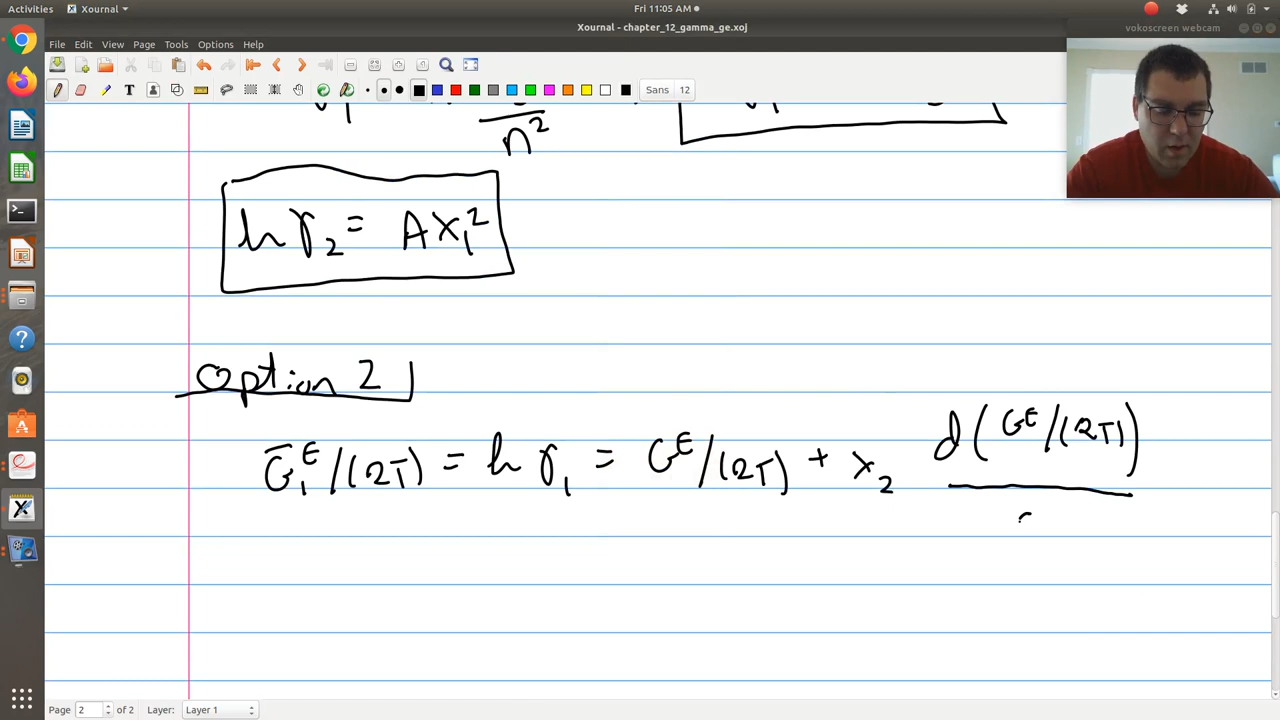 Activities Xournal Fri 11:05 AM
Xournal - chapter_12_gamma_ge.xoj
vokoscreen webcam
File Edit View Page Tools Options Help
Sans 12
n²
ln γ₂ = Ax₁²
Option 2
Ḡ₁ᴱ/(RT) = ln γ₁ = Gᴱ/(RT) + x₂ d(Gᴱ/(RT))
Page 2 of 2 Layer: Layer 1